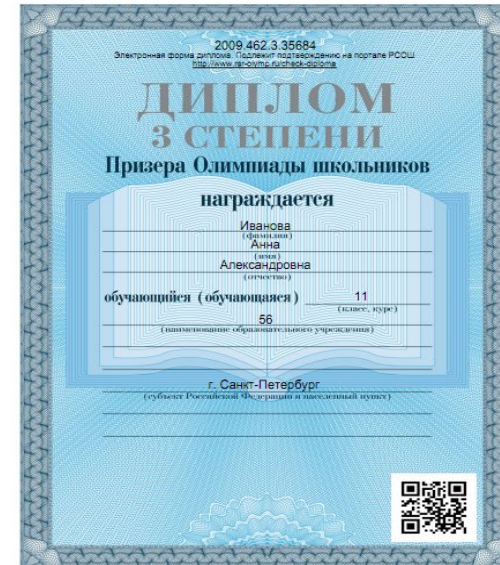 2009.462.3.35684
Электронная форма диплома. Подлежит подтверждению на портале РСОШ
http://www.rsr-olymp.ru/check-diploma
ДИПЛОМ
3 СТЕПЕНИ
Призера Олимпиады школьников
награждается
Иванова
(фамилия)
Анна
(имя)
Александровна
(отчество)
обучающийся (обучающаяся) 11
(класс, курс)
56
(наименование образовательного учреждения)
г. Санкт-Петербург
(субъект Российской Федерации и населенный пункт)